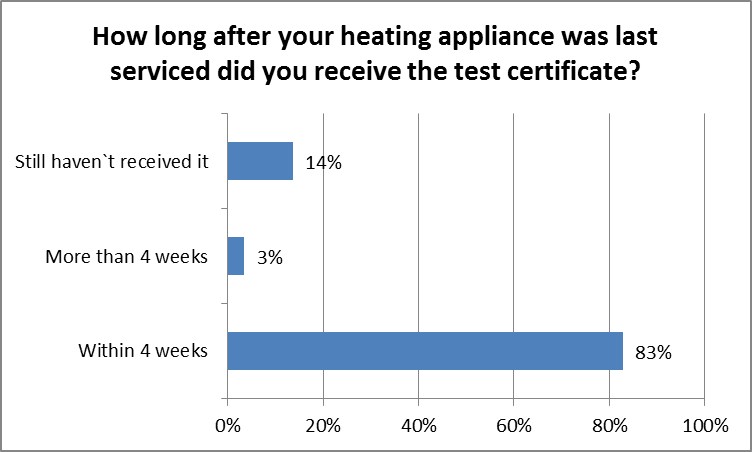 How long after your heating appliance was last
serviced did you receive the test certificate?
Still haven`t received it
14%
More than 4 weeks
3%
Within 4 weeks
83%
0%
20%
40%
60%
80%
100%